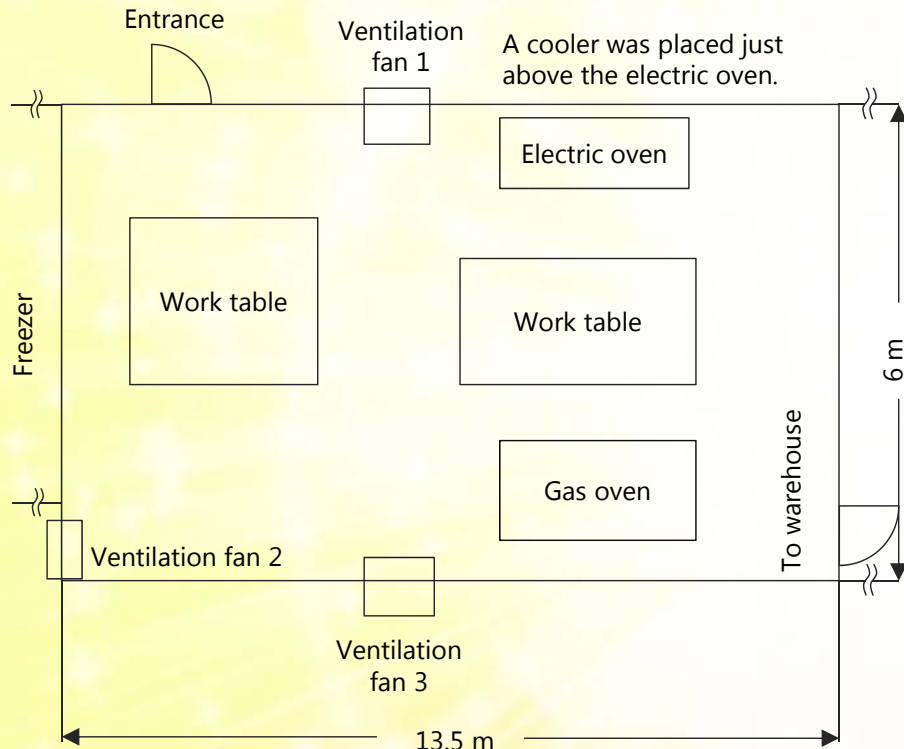 Entrance
Ventilation
fan 1
A cooler was placed just
above the electric oven.
Electric oven
Work table
Work table
Freezer
6 m
Gas oven
To warehouse
Ventilation fan 2
Ventilation
fan 3
13.5 m